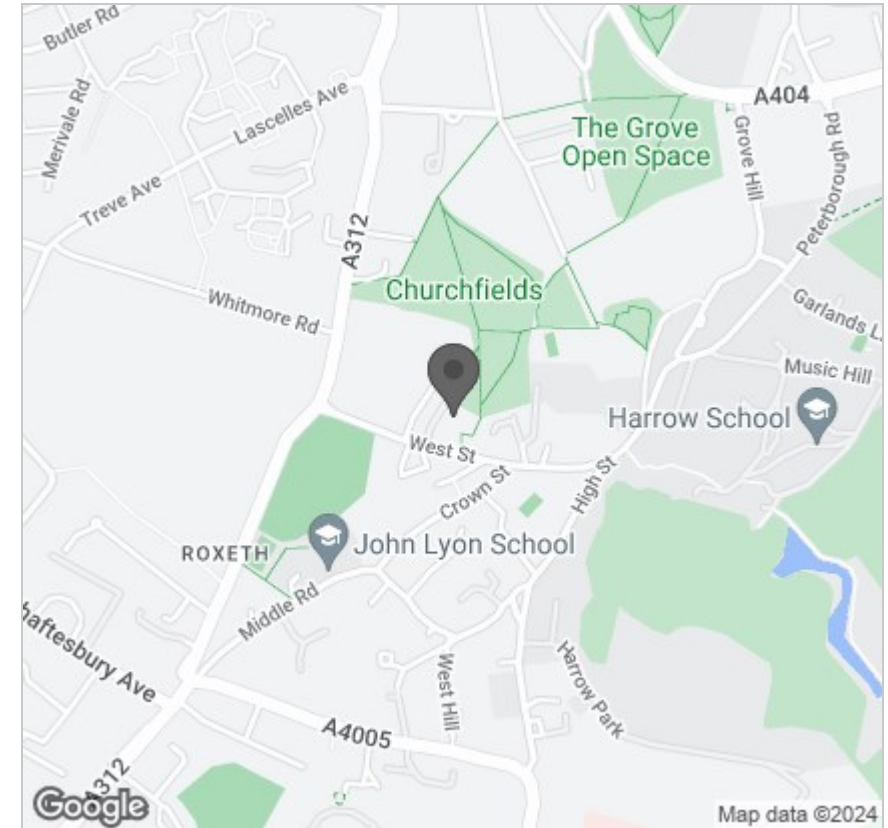 Butler Rd
Merivale Rd
Lascelles Ave
Treve Ave
A312
Whitmore Rd
The Grove
Open Space
A404
Grove Hill
Peterborough Rd
Churchfields
Garlands L
Music Hill
Harrow School
West St
Crown St
High St
ROXETH
John Lyon School
Middle Rd
haftesbury Ave
West Hill
Harrow Park
A4005
A312
Google
Map data ©2024